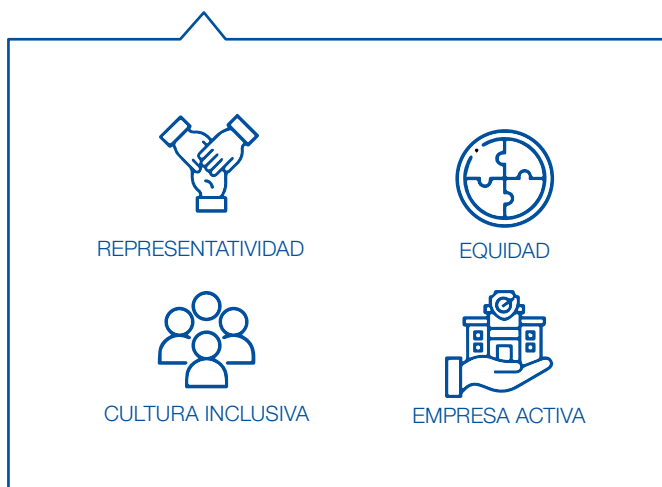 REPRESENTATIVIDAD
EQUIDAD
CULTURA INCLUSIVA
EMPRESA ACTIVA